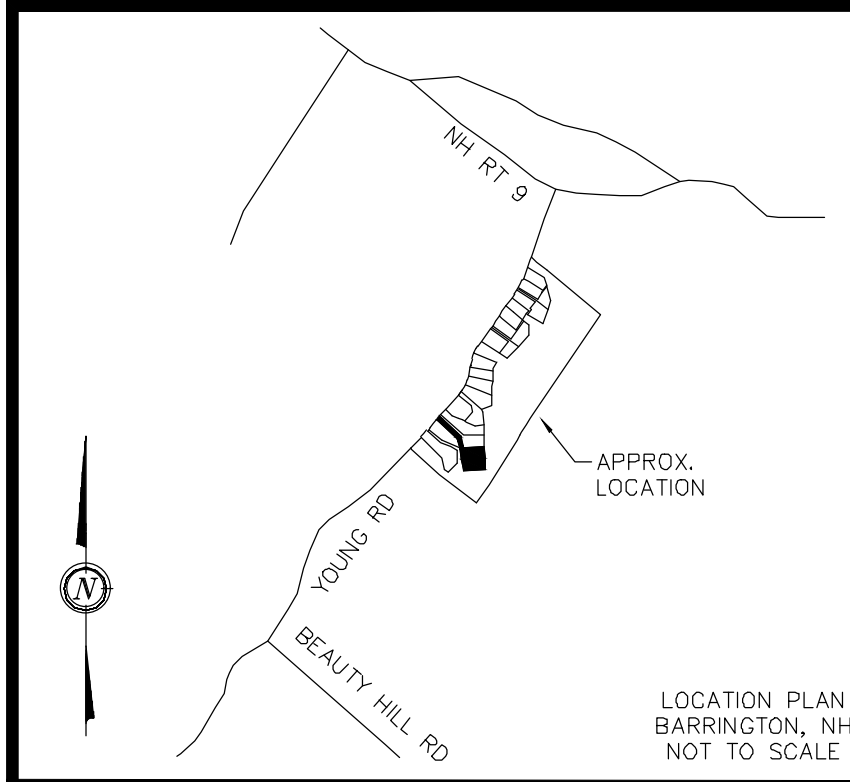 NH RT 9
APPROX.
LOCATION
YOUNG RD
N
BEAUTY HILL RD
LOCATION PLAN
BARRINGTON, NH
NOT TO SCALE